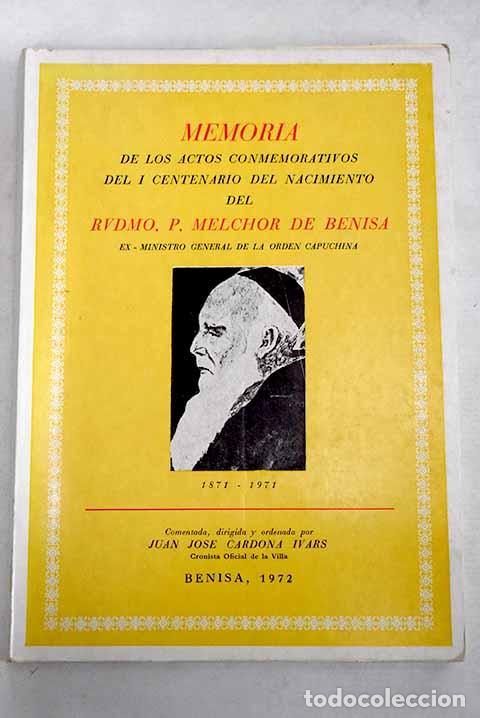 MEMORIA
DE LOS ACTOS CONMEMORATIVOS
DEL I CENTENARIO DEL NACIMIENTO
DEL
RVDMO. P. MELCHOR DE BENISA
EX - MINISTRO GENERAL DE LA ORDEN CAPUCHINA
1871 - 1971
Comentada, dirigida y ordenada por
JUAN JOSE CARDONA IVARS
Cronista Oficial de la Villa
BENISA, 1972
todocoleccion